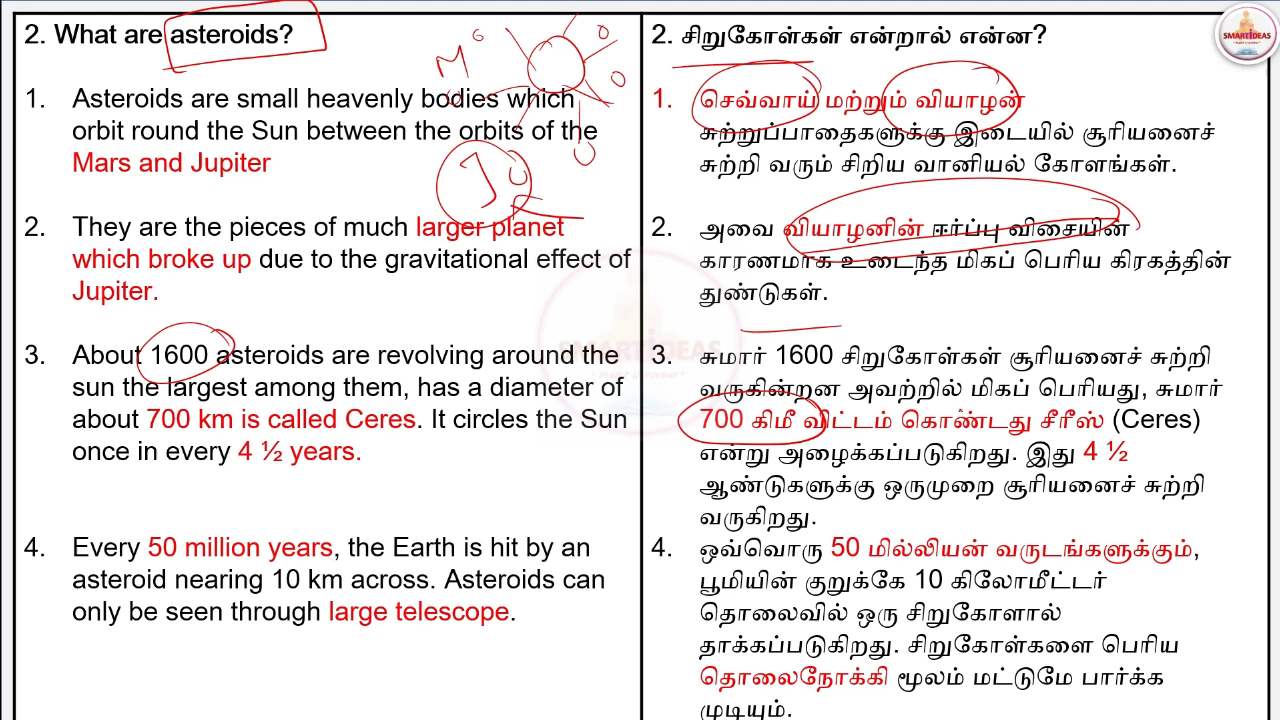 2. What are asteroids?
1. Asteroids are small heavenly bodies which
orbit round the Sun between the orbits of the
Mars and Jupiter
2. They are the pieces of much larger planet
which broke up due to the gravitational effect of
Jupiter.
3. About 1600 asteroids are revolving around the
sun the largest among them, has a diameter of
about 700 km is called Ceres. It circles the Sun
once in every 4 ½ years.
4. Every 50 million years, the Earth is hit by an
asteroid nearing 10 km across. Asteroids can
only be seen through large telescope.
M
J
2. சிறுகோள்கள் என்றால் என்ன?
1. செவ்வாய் மற்றும் வியாழன்
சுற்றுப்பாதைகளுக்கு இடையில் சூரியனைச்
சுற்றி வரும் சிறிய வானியல் கோளங்கள்.
2. அவை வியாழனின் ஈர்ப்பு விசையின்
காரணமாக உடைந்த மிகப் பெரிய கிரகத்தின்
துண்டுகள்.
3. சுமார் 1600 சிறுகோள்கள் சூரியனைச் சுற்றி
வருகின்றன அவற்றில் மிகப் பெரியது, சுமார்
700 கிமீ விட்டம் கொண்டது சீரீஸ் (Ceres)
என்று அழைக்கப்படுகிறது. இது 4 ½
ஆண்டுகளுக்கு ஒருமுறை சூரியனைச் சுற்றி
வருகிறது.
4. ஒவ்வொரு 50 மில்லியன் வருடங்களுக்கும்,
பூமியின் குறுக்கே 10 கிலோமீட்டர்
தொலைவில் ஒரு சிறுகோளால்
தாக்கப்படுகிறது. சிறுகோள்களை பெரிய
தொலைநோக்கி மூலம் மட்டுமே பார்க்க
முடியும்.
SMARTIDEAS
SMARTIDEAS